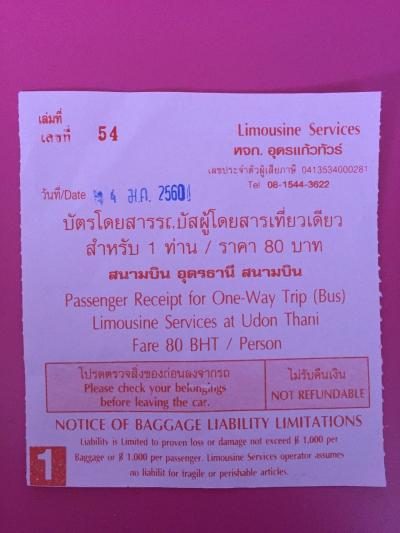 เล่มที่
เลขที่ 54
Limousine Services
หจก. อุดรแก้วทัวร์
เลขประจำตัวผู้เสียภาษี 0413534000281
Tel 08-1544-3622
วันที่/Date 4 ม.ค. 2560
บัตรโดยสารรถบัสผู้โดยสารเที่ยวเดียว
สำหรับ 1 ท่าน / ราคา 80 บาท
สนามบิน อุดรธานี สนามบิน
Passenger Receipt for One-Way Trip (Bus)
Limousine Services at Udon Thani
Fare 80 BHT / Person
โปรดตรวจสิ่งของก่อนลงจากรถ
Please check your belongings
before leaving the car.
ไม่รับคืนเงิน
NOT REFUNDABLE
NOTICE OF BAGGAGE LIABILITY LIMITATIONS
Liability is Limited to proven loss or damage not exceed ฿ 1,000 per
Baggage or ฿ 1,000 per passenger. Limousine Services operator assumes
no liabilit for fragile or perishable articles.
1